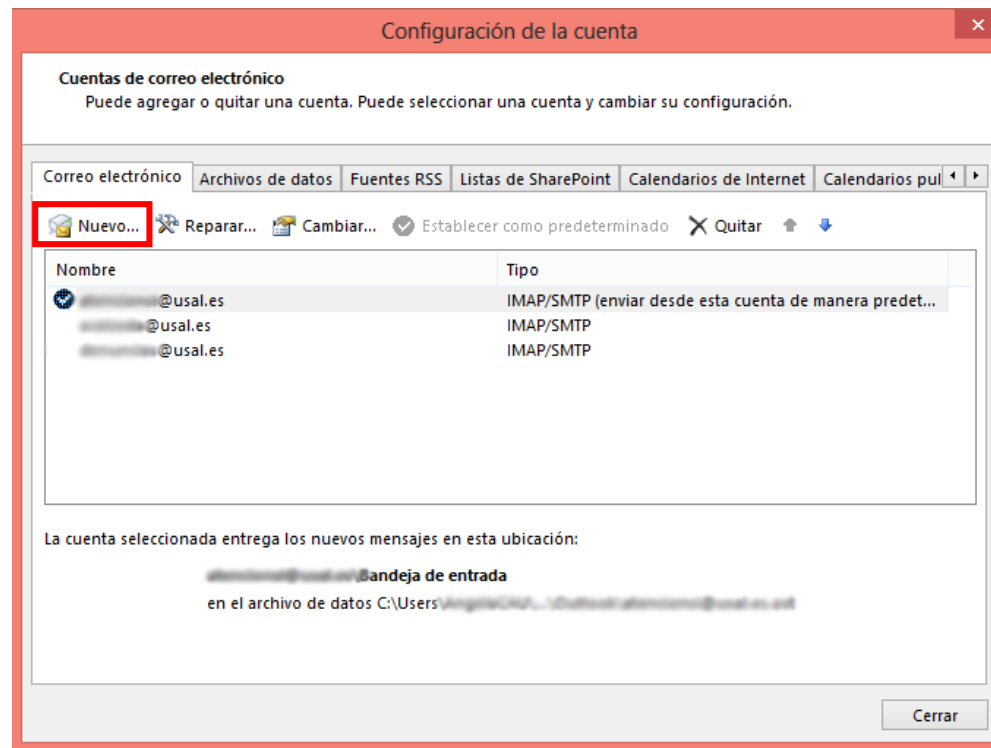 Configuración de la cuenta
Cuentas de correo electrónico
Puede agregar o quitar una cuenta. Puede seleccionar una cuenta y cambiar su configuración.
Correo electrónico Archivos de datos Fuentes RSS Listas de SharePoint Calendarios de Internet Calendarios pul
Nuevo... Reparar... Cambiar... Establecer como predeterminado Quitar
Nombre Tipo
@usal.es IMAP/SMTP (enviar desde esta cuenta de manera predet...
@usal.es IMAP/SMTP
@usal.es IMAP/SMTP
La cuenta seleccionada entrega los nuevos mensajes en esta ubicación:
\Bandeja de entrada
en el archivo de datos C:\Users\
Cerrar